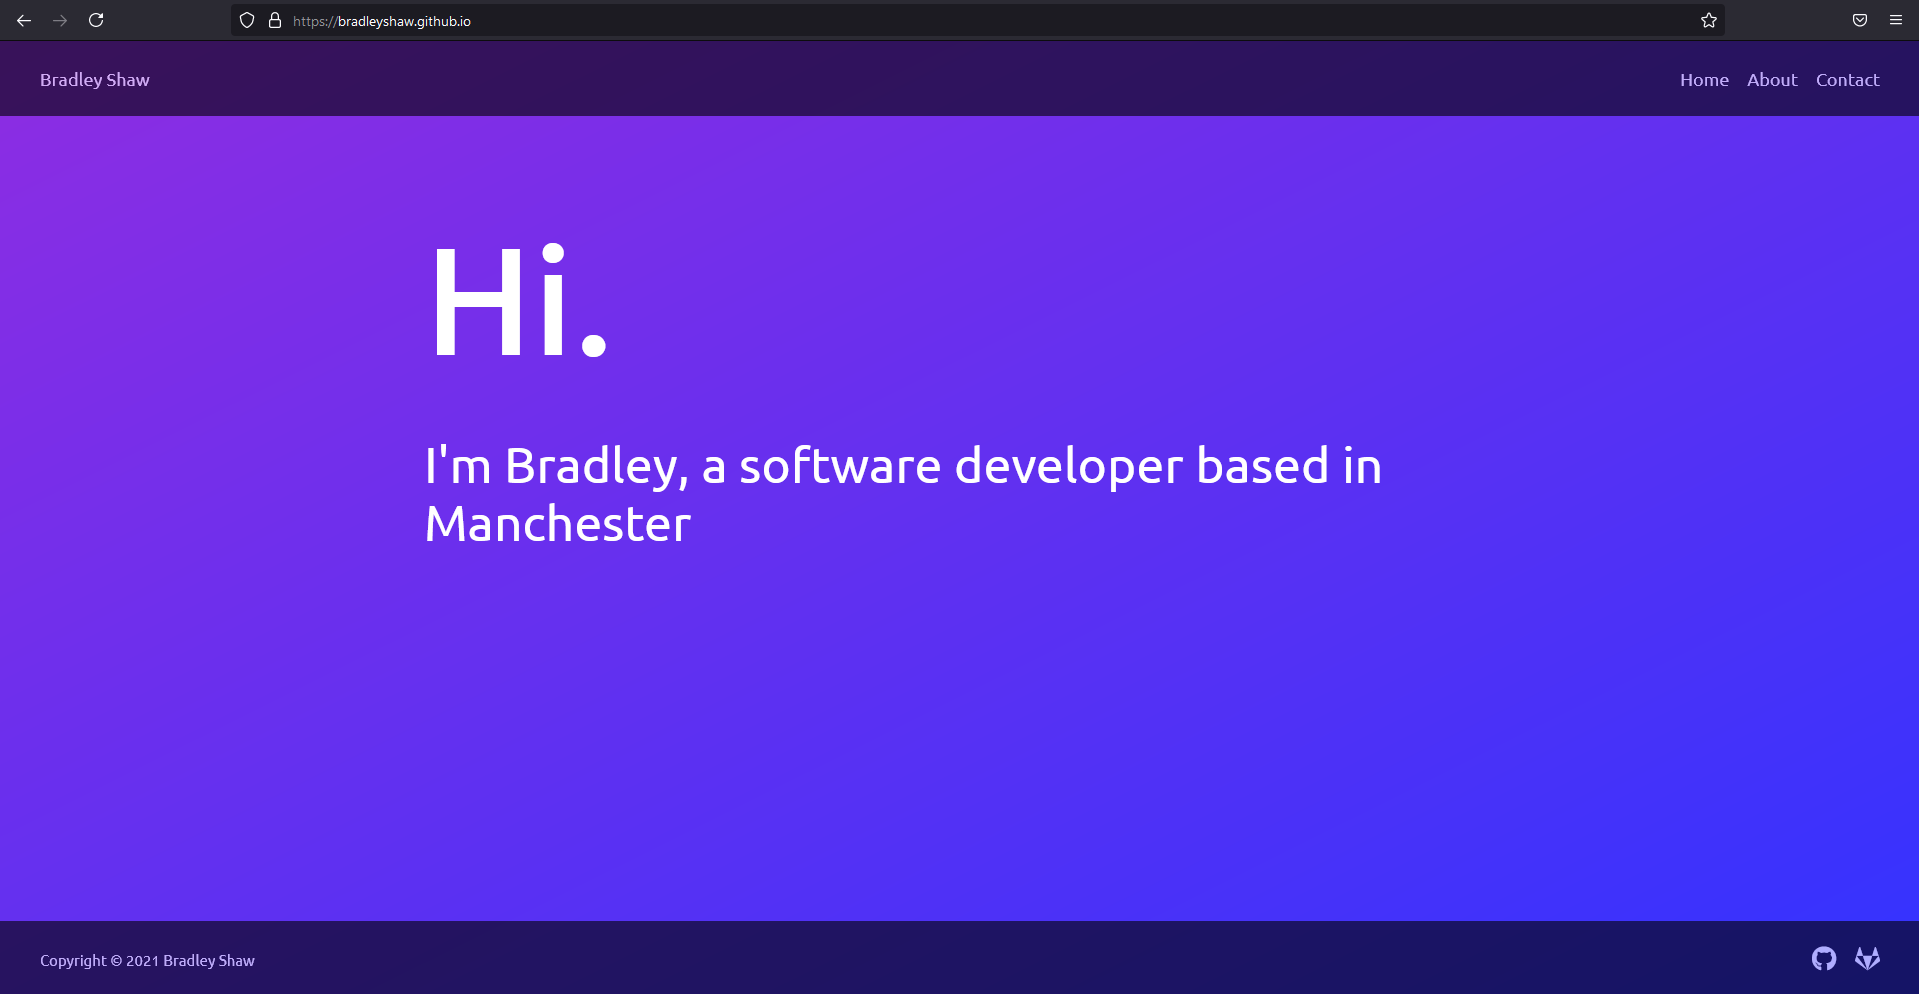 https://bradleyshaw.github.io
Bradley Shaw
Home About Contact
Hi.
I'm Bradley, a software developer based in
Manchester
Copyright © 2021 Bradley Shaw